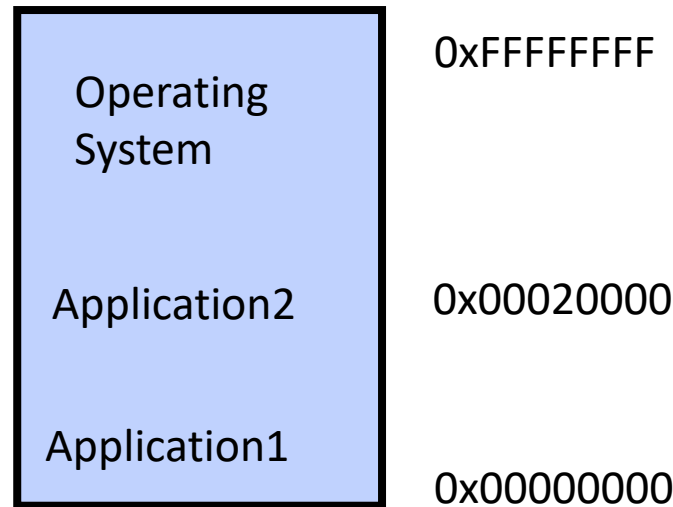 0xFFFFFFFF
Operating
System
Application2
0x00020000
Application1
0x00000000